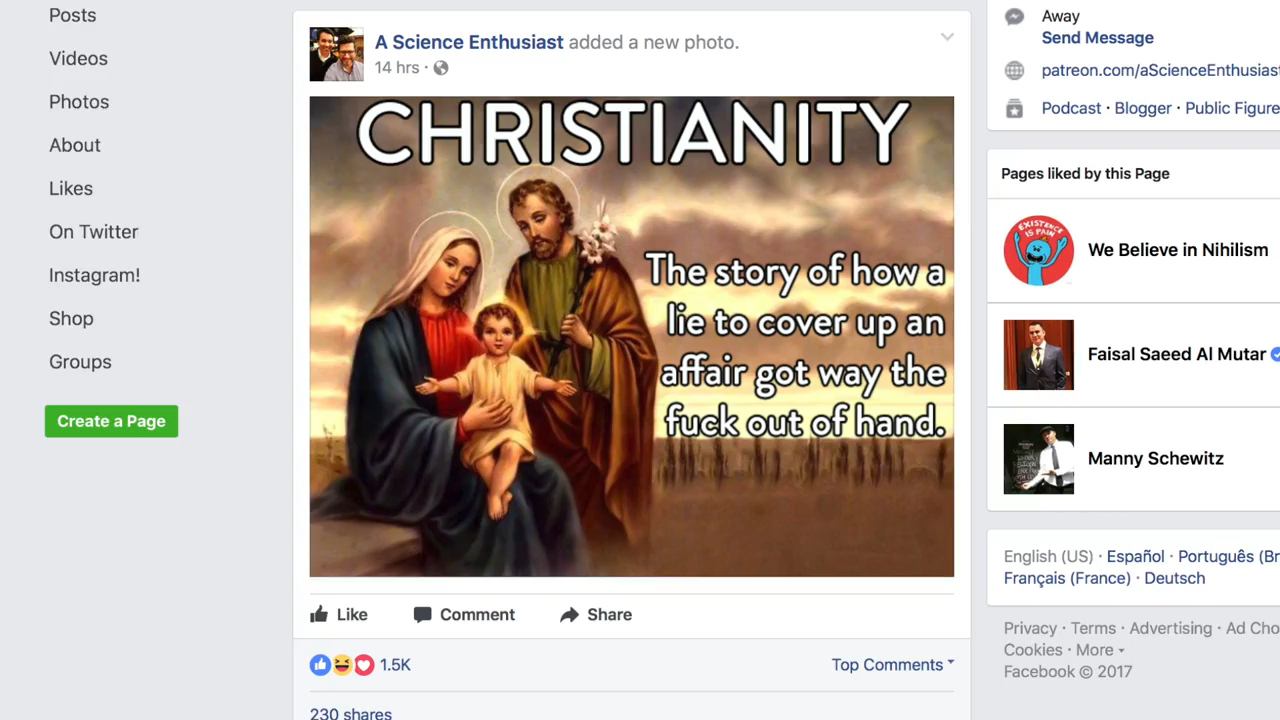 Posts
Videos
Photos
About
Likes
On Twitter
Instagram!
Shop
Groups
Create a Page
A Science Enthusiast added a new photo.
14 hrs ·
CHRISTIANITY
The story of how a
lie to cover up an
affair got way the
fuck out of hand.
Like Comment Share
1.5K Top Comments
230 shares
Away
Send Message
patreon.com/aScienceEnthusiast
Podcast · Blogger · Public Figure
Pages liked by this Page
EXISTENCE IS PAIN
We Believe in Nihilism
Faisal Saeed Al Mutar
Manny Schewitz
English (US) · Español · Português (Br
Français (France) · Deutsch
Privacy · Terms · Advertising · Ad Cho
Cookies · More
Facebook © 2017